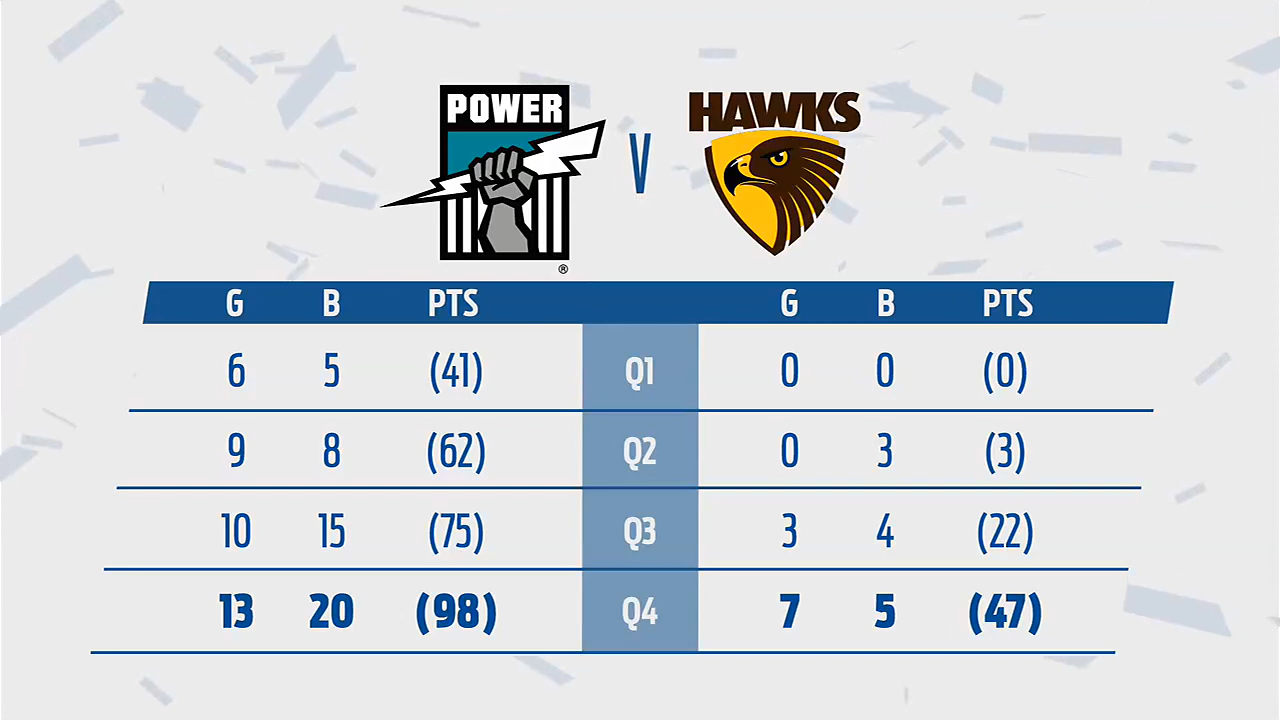 POWER
V
HAWKS
®
G B PTS G B PTS
6 5 (41) Q1 0 0 (0)
9 8 (62) Q2 0 3 (3)
10 15 (75) Q3 3 4 (22)
13 20 (98) Q4 7 5 (47)